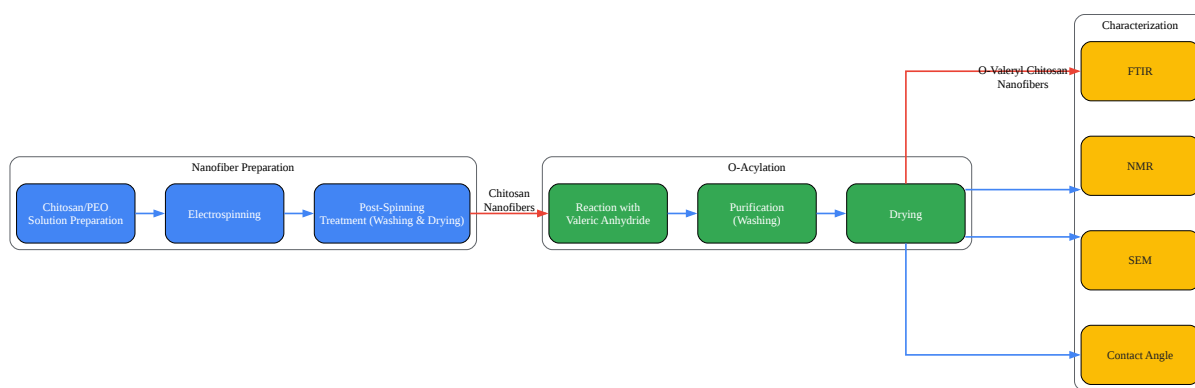 Characterization
O-Valeryl Chitosan
Nanofibers
FTIR
NMR
Nanofiber Preparation
Chitosan/PEO
Solution Preparation
Electrospinning
Post-Spinning
Treatment (Washing & Drying)
Chitosan
Nanofibers
O-Acylation
Reaction with
Valeric Anhydride
Purification
(Washing)
Drying
SEM
Contact Angle